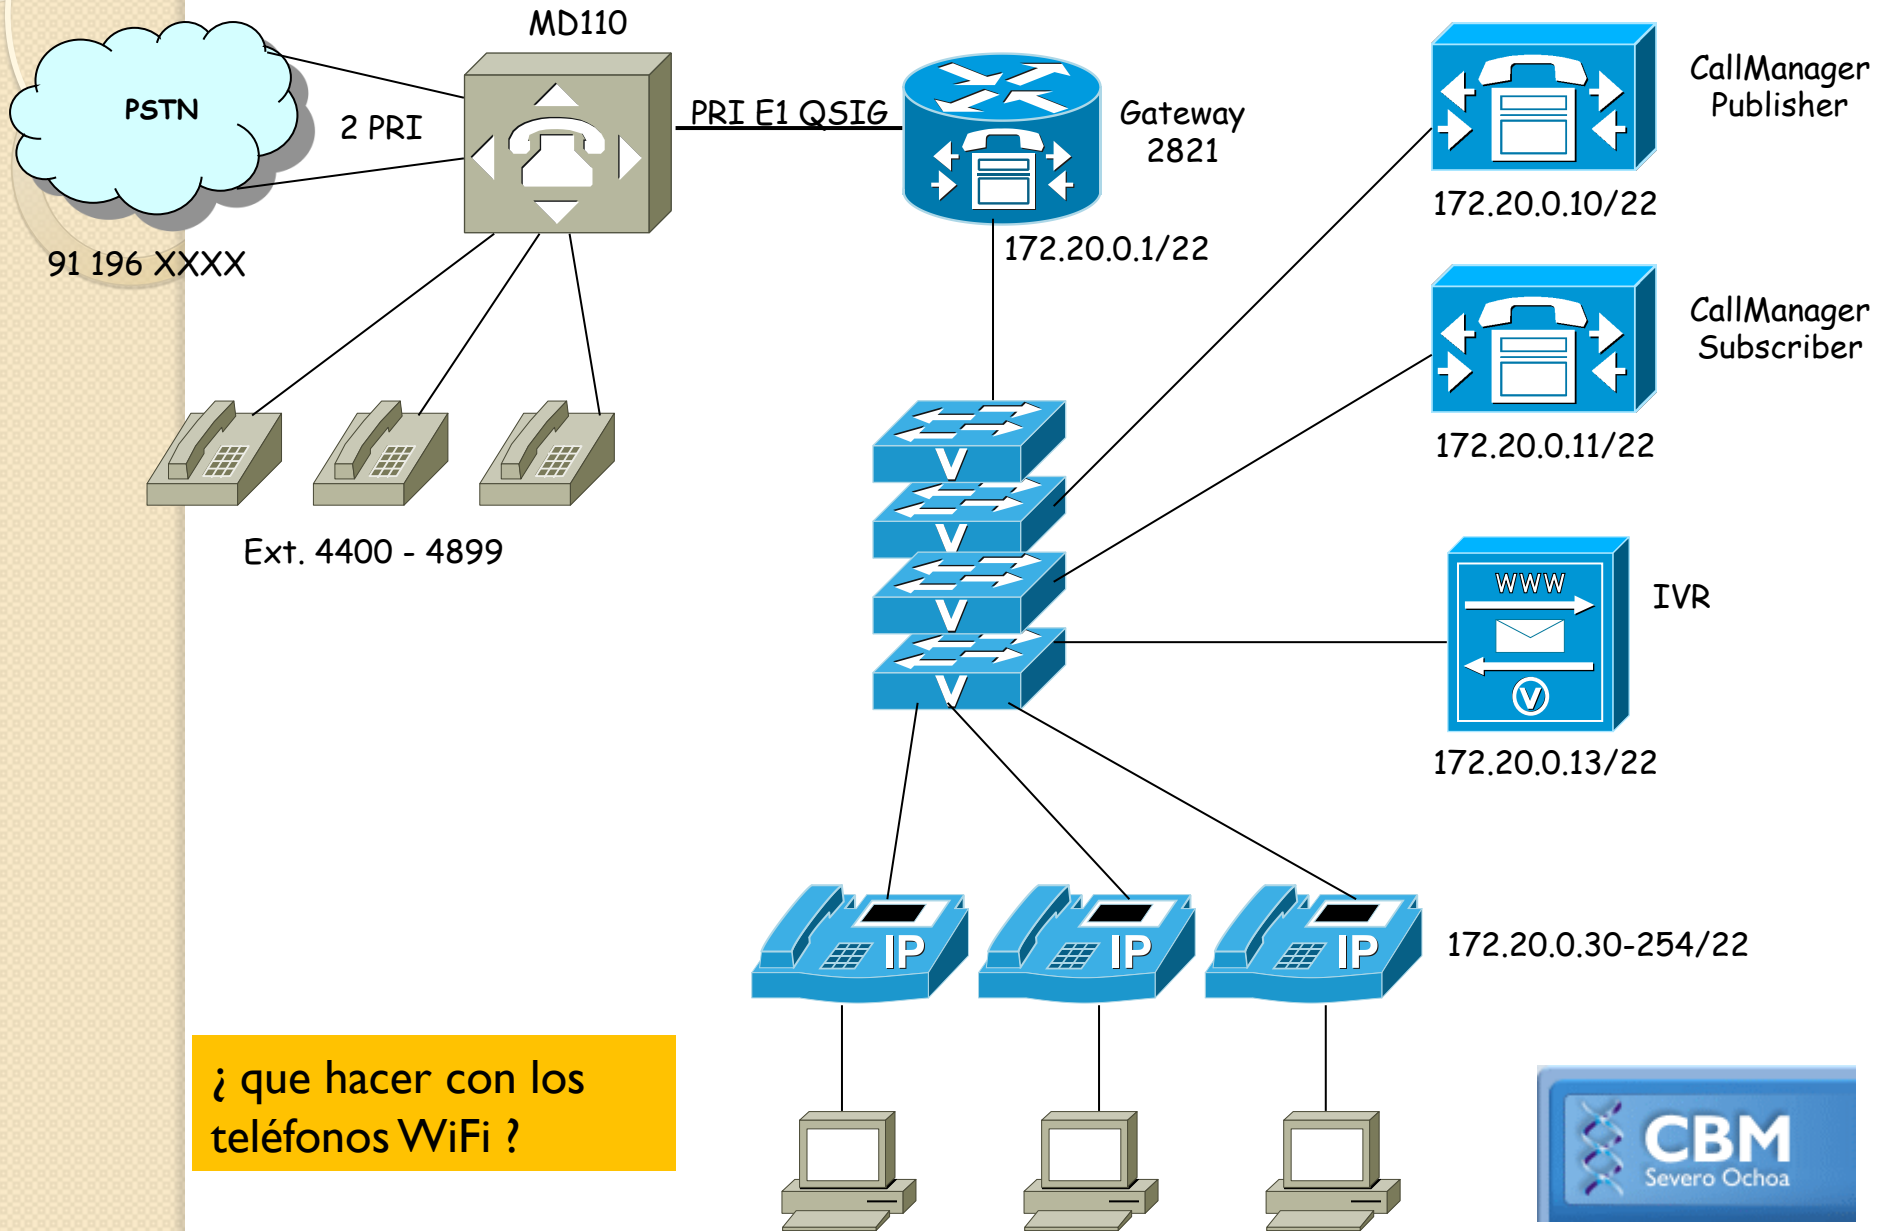 MD110
PSTN
2 PRI
PRI E1 QSIG
Gateway
2821
CallManager
Publisher
172.20.0.10/22
172.20.0.1/22
91 196 XXXX
CallManager
Subscriber
172.20.0.11/22
V
V
V
V
Ext. 4400 - 4899
WWW
V
IVR
172.20.0.13/22
IP
IP
IP
172.20.0.30-254/22
¿ que hacer con los
teléfonos WiFi ?
CBM
Severo Ochoa